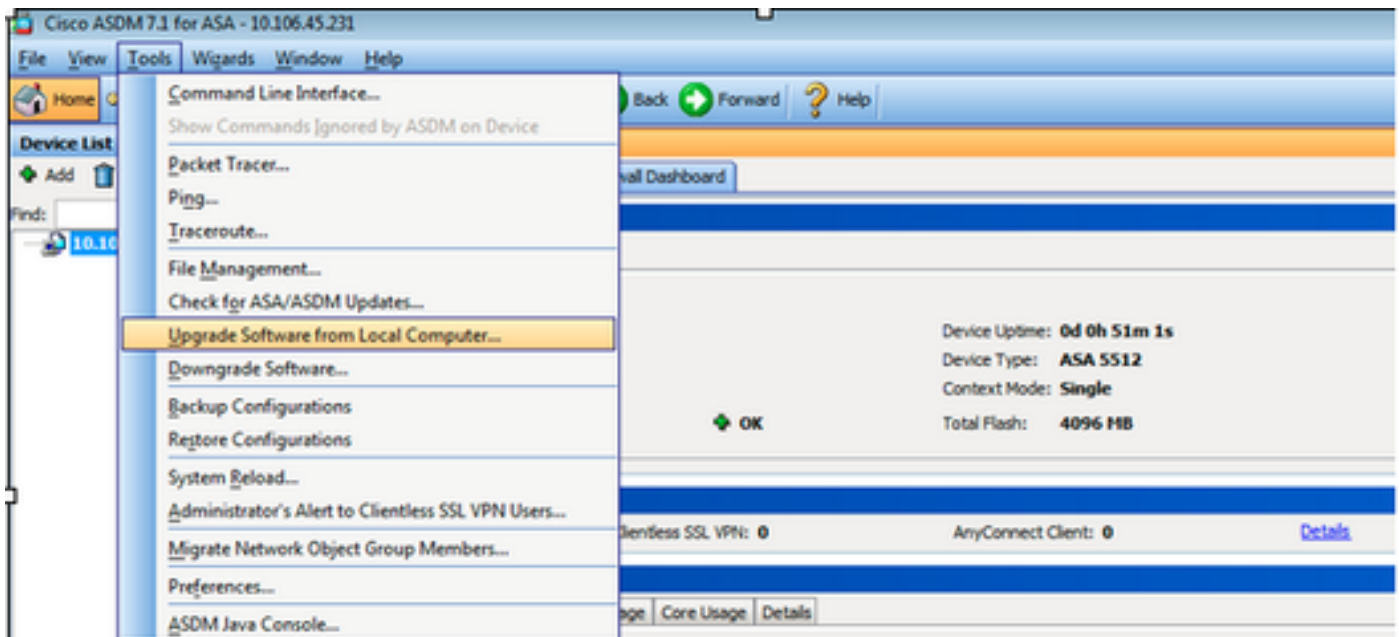 Cisco ASDM 7.1 for ASA - 10.106.45.231
File View Tools Wizards Window Help
Home
Back Forward Help
Command Line Interface...
Show Commands Ignored by ASDM on Device
Packet Tracer...
Ping...
Traceroute...
File Management...
Check for ASA/ASDM Updates...
Upgrade Software from Local Computer...
Downgrade Software...
Backup Configurations
Restore Configurations
System Reload...
Administrator's Alert to Clientless SSL VPN Users...
Migrate Network Object Group Members...
Preferences...
ASDM Java Console...
Device List
Add
Find:
10.10
wall Dashboard
Device Uptime: 0d 0h 51m 1s
Device Type: ASA 5512
Context Mode: Single
OK
Total Flash: 4096 MB
Clientless SSL VPN: 0 AnyConnect Client: 0 Details
age Core Usage Details